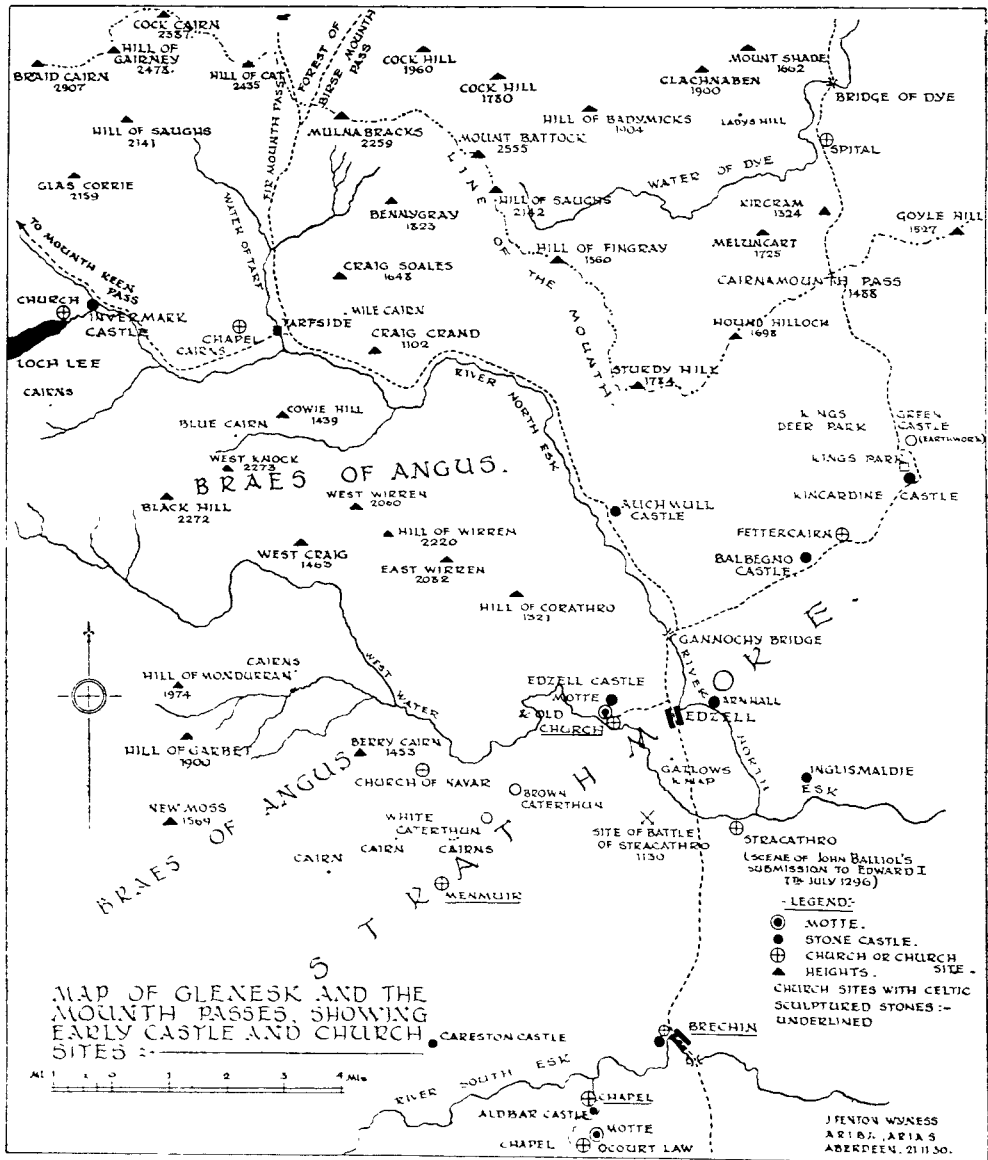 COCK CAIRN
2387.
HILL OF
GAIRNEY
2478.
BRAID CAIRN
2907
HILL OF CAT
2435
FIR MOUNTH PASS
FOREST OF
BIRSE MOUNTH
PASS
COCK HILL
1960
COCK HILL
1780
MOUNT SHADE
1662
CLACHNABEN
1900
BRIDGE OF DYE
HILL OF SAUGHS
2141
MULNABRACKS
2259
HILL OF BADYMICKS
1904
LADYS HILL
MOUNT BATTOCK
2555
SPITAL
WATER OF DYE
GLAS CORRIE
2159
WATER OF TARF
BENNYGRAY
1823
LINE OF THE MOUNTH
HILL OF SAUGHS
2142
KIRCRAM
1324
GOYLE HILL
1527
MELUNCART
1725
TO MOUNTH KEEN
PASS
CRAIG SOALES
1648
HILL OF FINGRAY
1560
CAIRNAMOUNTH PASS
1488
CHURCH
INVERMARK
CASTLE
MILE CAIRN
LOCH LEE
CHAPEL
CAIRNS
TARFSIDE
CRAIG CRAND
1102
HOUND HILLOCK
1698
CAIRNS
RIVER NORTH ESK
STURDY HILL
1784
COWIE HILL
1439
BLUE CAIRN
KINGS
DEER PARK
GREEN
CASTLE
(EARTHWORK)
WEST KNOCK
2273
KINGS PARK
BRAES OF ANGUS.
KINCARDINE CASTLE
BLACK HILL
2272
WEST WIRREN
2060
AUCHMULL
CASTLE
HILL OF WIRREN
2220
FETTERCAIRN
WEST CRAIG
1463
EAST WIRREN
2082
BALBEGNO
CASTLE.
HILL OF CORATHRO
1321
GANNOCHY BRIDGE
WEST WATER
CAIRNS
HILL OF MONDURRAN
1974
EDZELL CASTLE
MOTTE
& OLD
CHURCH
RIVER NORTH ESK
ARNHALL
EDZELL
HILL OF GARBET
1900
BERRY CAIRN
1453
GALLOWS
KNAP
INGLISMALDIE
CHURCH OF NAVAR
BROWN
CATERTHUN
BRAES OF ANGUS
NEW MOSS
1569
WHITE
CATERTHUN
CAIRN
CAIRN
CAIRNS
SITE OF BATTLE
OF STRACATHRO
1130
STRACATHRO
(SCENE OF JOHN BALLIOL'S
SUBMISSION TO EDWARD I
7TH JULY 1296)
MENMUIR
STRATHMORE.
- LEGEND:-
MOTTE.
STONE CASTLE.
CHURCH OR CHURCH
SITE.
HEIGHTS.
CHURCH SITES WITH CELTIC
SCULPTURED STONES:-
UNDERLINED
MAP OF GLENESK AND THE
MOUNTH PASSES, SHOWING
EARLY CASTLE AND CHURCH
SITES :-
ML 1 ½ 0 1 2 3 4 MLS
CARESTON CASTLE
BRECHIN
RIVER SOUTH ESK
CHAPEL
ALDBAR CASTLE
MOTTE
CHAPEL
COURT LAW
J FENTON WYNESS
A.R.I.B.A., A.R.I.A.S
ABERDEEN. 21.11.30.